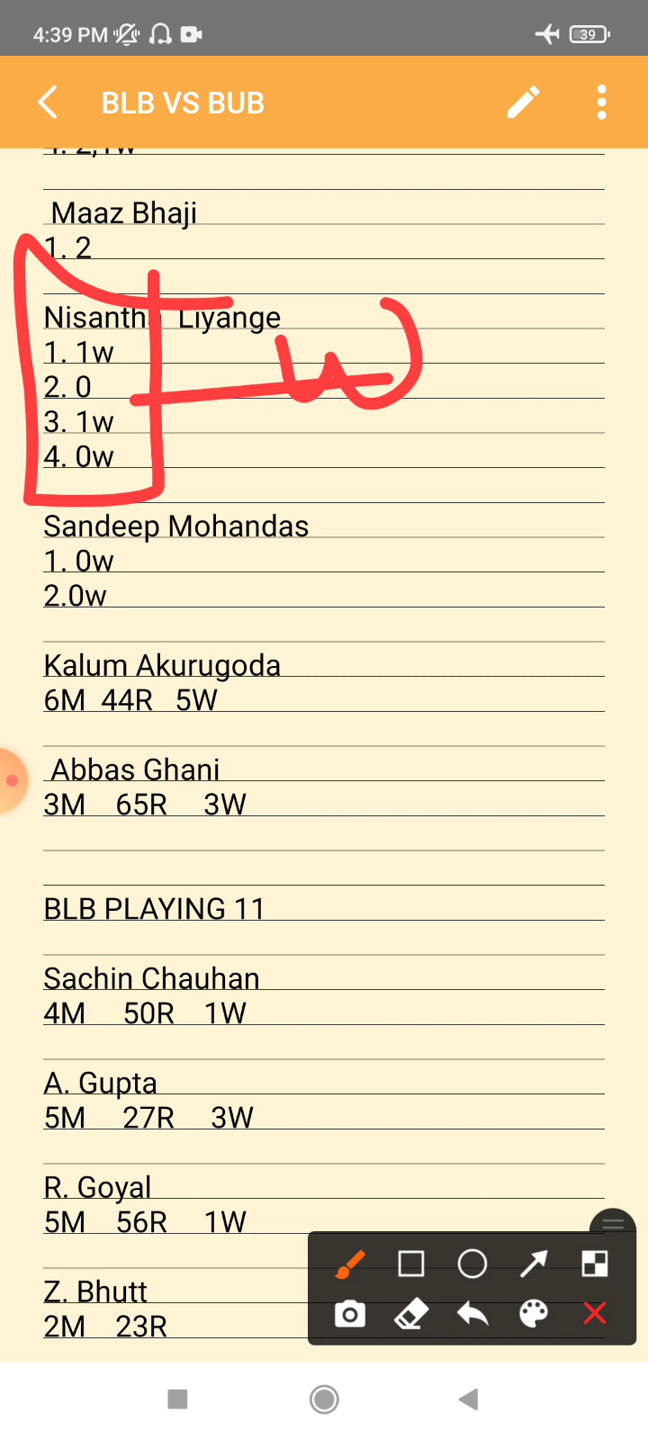 4:39 PM
39
BLB VS BUB
Maaz Bhaji
1. 2
Nisantha Liyange
1. 1w
2. 0
3. 1w
4. 0w
w
Sandeep Mohandas
1. 0w
2.0w
Kalum Akurugoda
6M 44R 5W
Abbas Ghani
3M 65R 3W
BLB PLAYING 11
Sachin Chauhan
4M 50R 1W
A. Gupta
5M 27R 3W
R. Goyal
5M 56R 1W
Z. Bhutt
2M 23R